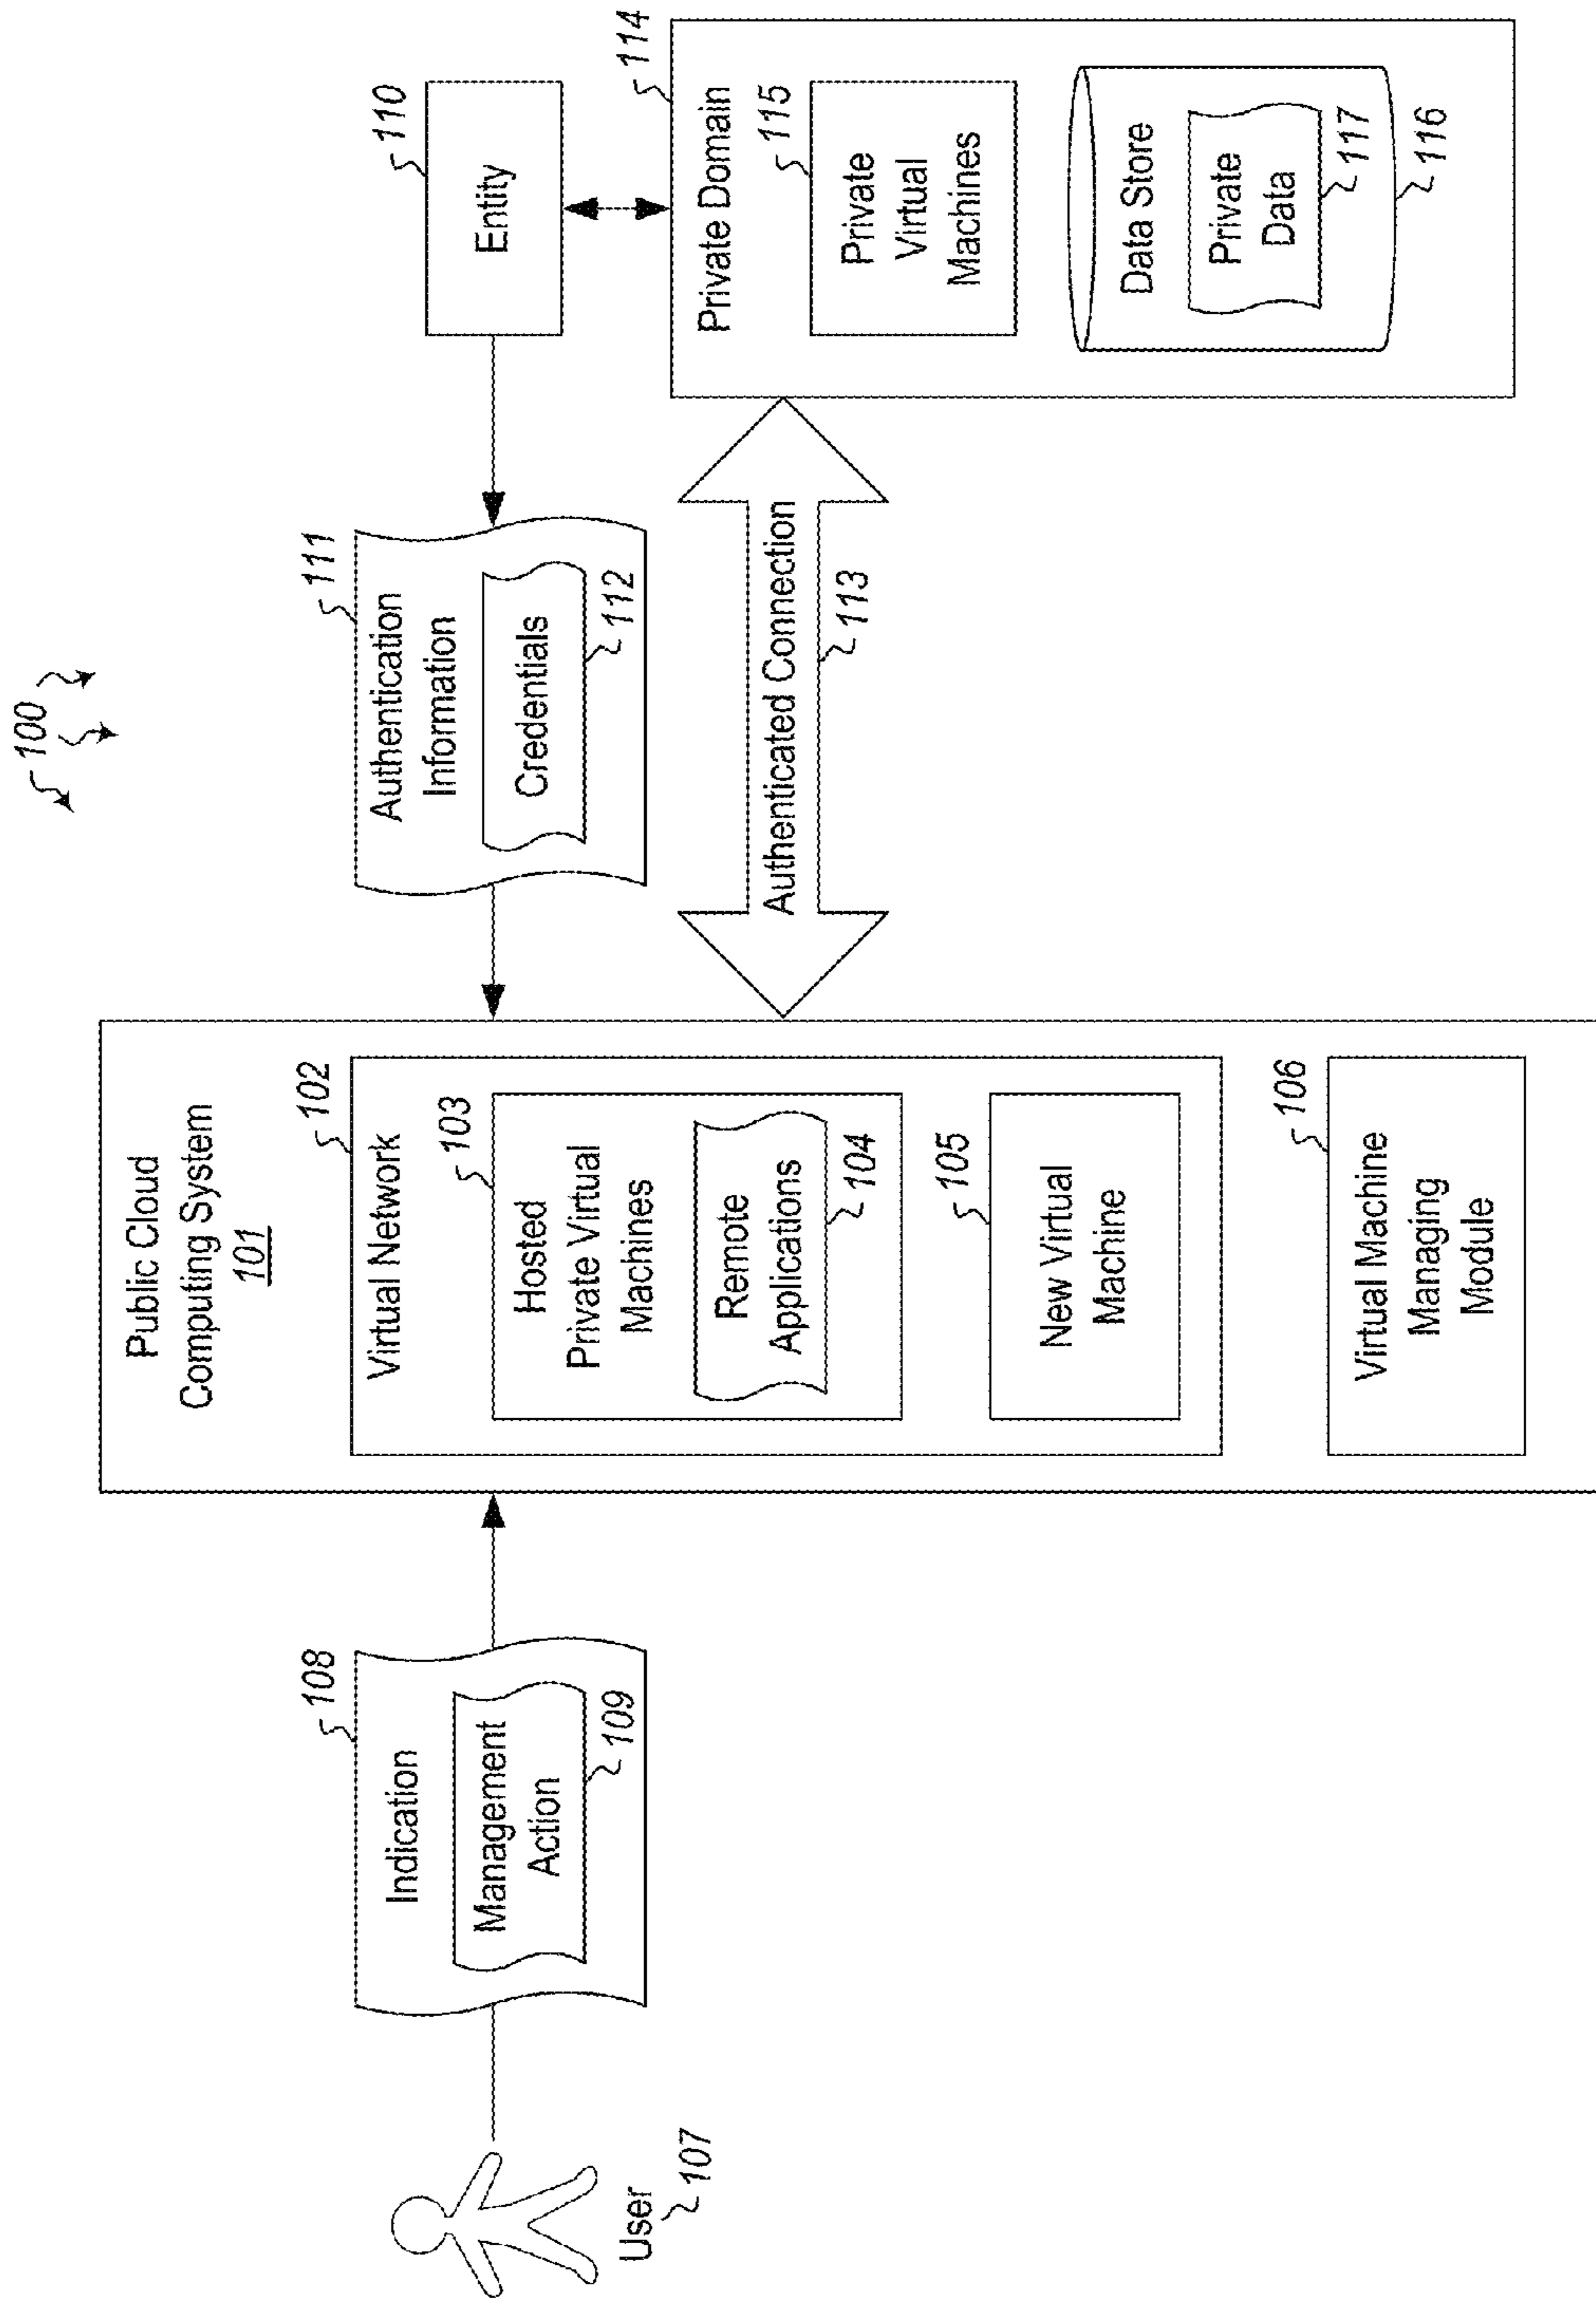 100
Public Cloud
Computing System
101
Virtual Network
102
Hosted
Private Virtual
Machines
103
Remote
Applications
104
New Virtual
Machine
105
Virtual Machine
Managing
Module
106
User
107
Indication
108
Management
Action
109
Entity
110
Authentication
Information
111
Credentials
112
Authenticated Connection
113
Private Domain
114
Private
Virtual
Machines
115
Data Store
Private
Data
117
116